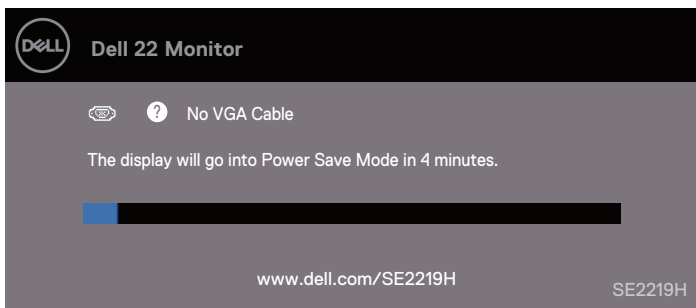 DELL
Dell 22 Monitor
? No VGA Cable
The display will go into Power Save Mode in 4 minutes.
www.dell.com/SE2219H
SE2219H